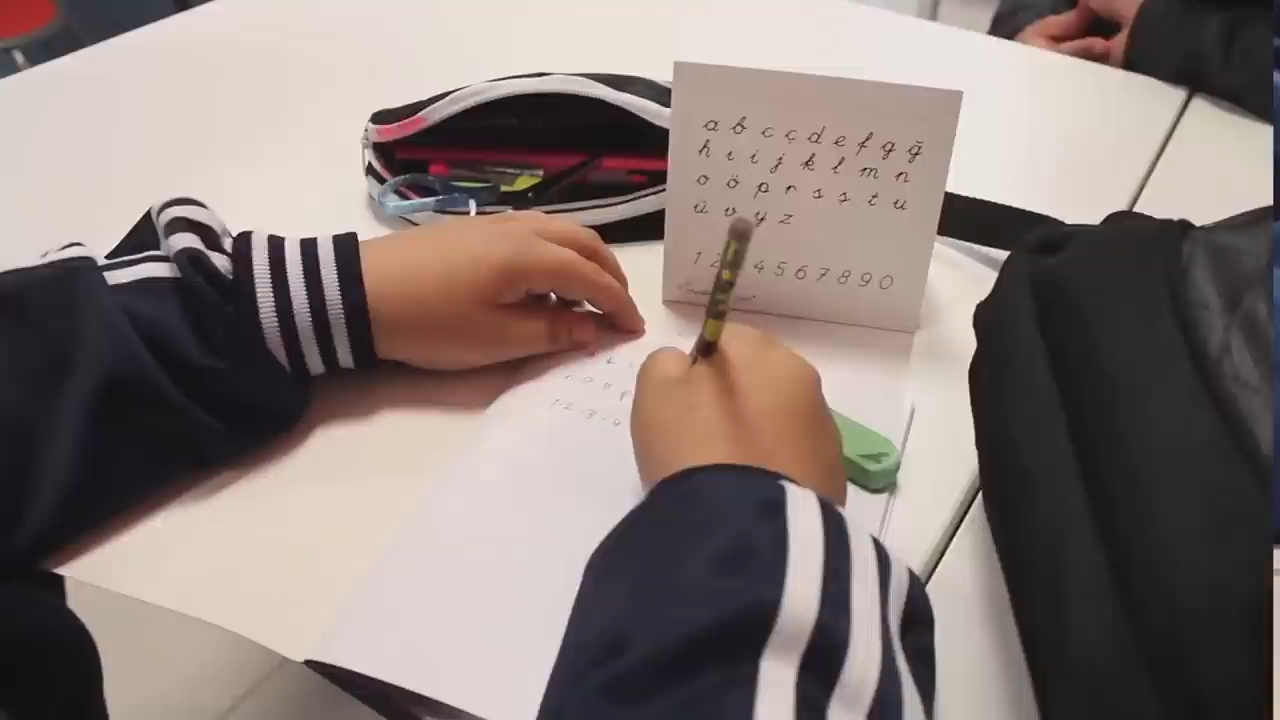 a b c ç d e f g ğ
h ı i j k l m n
o ö p r s ş t u
ü v y z
1 2 4 5 6 7 8 9 0